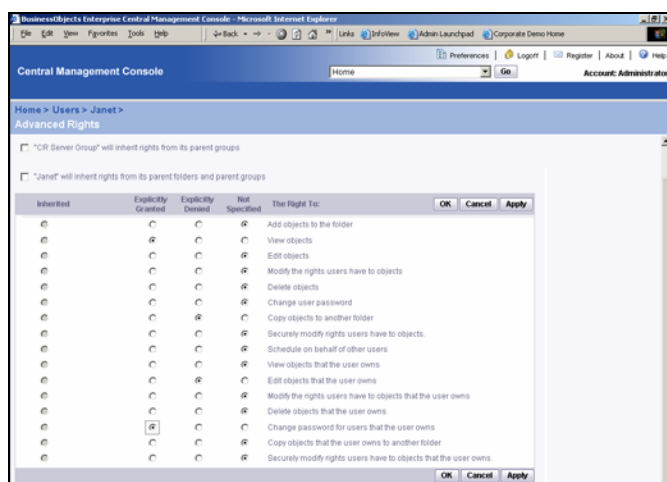 BusinessObjects Enterprise Central Management Console - Microsoft Internet Explorer
File Edit View Favorites Tools Help Back Links InfoView Admin Launchpad Corporate Demo Home
Preferences | Logoff | Register | About | Help
Central Management Console Home Go Account: Administrator
Home > Users > Janet >
Advanced Rights
"CR Server Group" will inherit rights from its parent groups
"Janet" will inherit rights from its parent folders and parent groups
Inherited Explicitly Granted Explicitly Denied Not Specified The Right To: OK Cancel Apply
Add objects to the folder
View objects
Edit objects
Modify the rights users have to objects
Delete objects
Change user password
Copy objects to another folder
Securely modify rights users have to objects.
Schedule on behalf of other users
View objects that the user owns
Edit objects that the user owns
Modify the rights users have to objects that the user owns
Delete objects that the user owns
Change password for users that the user owns
Copy objects that the user owns to another folder
Securely modify rights users have to objects that the user owns.
OK Cancel Apply